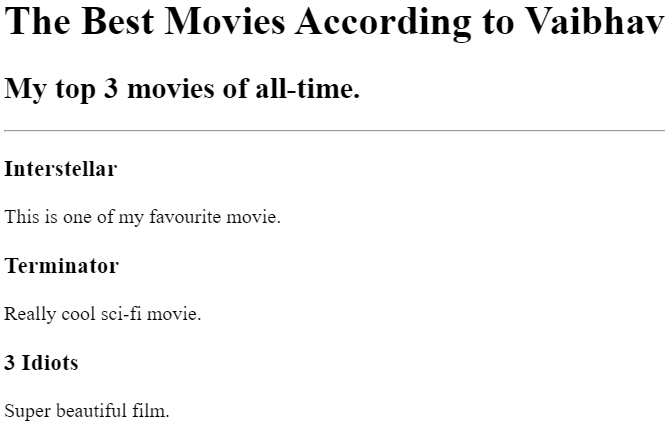 The Best Movies According to Vaibhav
My top 3 movies of all-time.
Interstellar
This is one of my favourite movie.
Terminator
Really cool sci-fi movie.
3 Idiots
Super beautiful film.